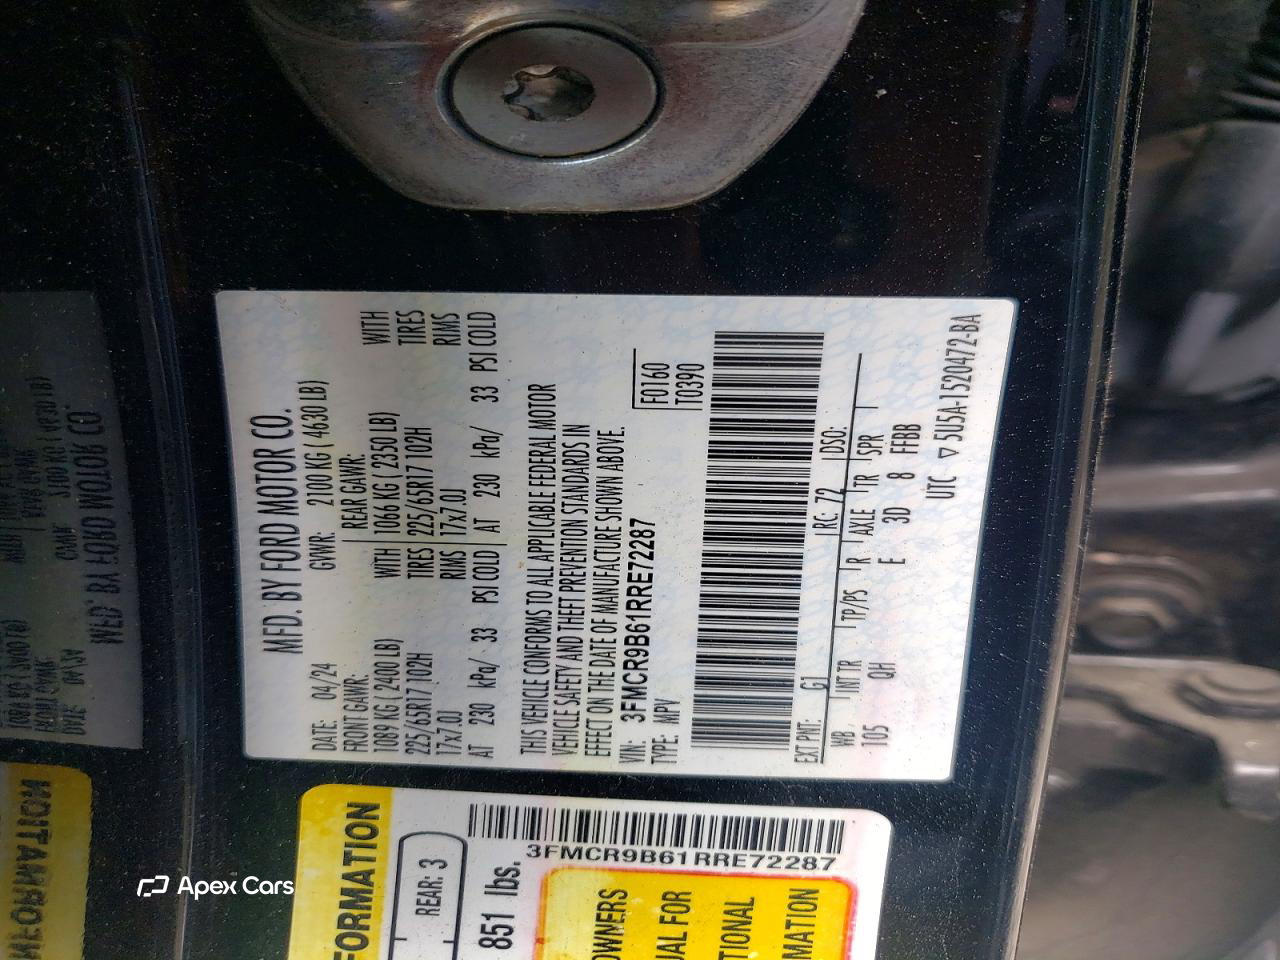 MFD. BY FORD MOTOR CO.
DATE: 04/24 GVWR: 2100 KG ( 4630 LB)
FRONT GAWR: REAR GAWR:
1089 KG ( 2400 LB) WITH 1066 KG ( 2350 LB) WITH
225/65R17 102H TIRES 225/65R17 102H TIRES
17x7.0J RIMS 17x7.0J RIMS
AT 230 kPa/ 33 PSI COLD AT 230 kPa/ 33 PSI COLD
THIS VEHICLE CONFORMS TO ALL APPLICABLE FEDERAL MOTOR
VEHICLE SAFETY AND THEFT PREVENTION STANDARDS IN
EFFECT ON THE DATE OF MANUFACTURE SHOWN ABOVE.
VIN: 3FMCR9B61RRE72287
TYPE: MPV
F0160
T0390
EXT PNT: G1 RC: 72 DSO:
WB INT TR TP/PS R AXLE TR SPR
105 QH E 3D 8 FFBB
UTC ▽ 5U5A-1520472-BA
FORMATION
REAR: 3
851 lbs.
3FMCR9B61RRE72287
OWNERS
UAL FOR
TIONAL
MATION
Apex Cars